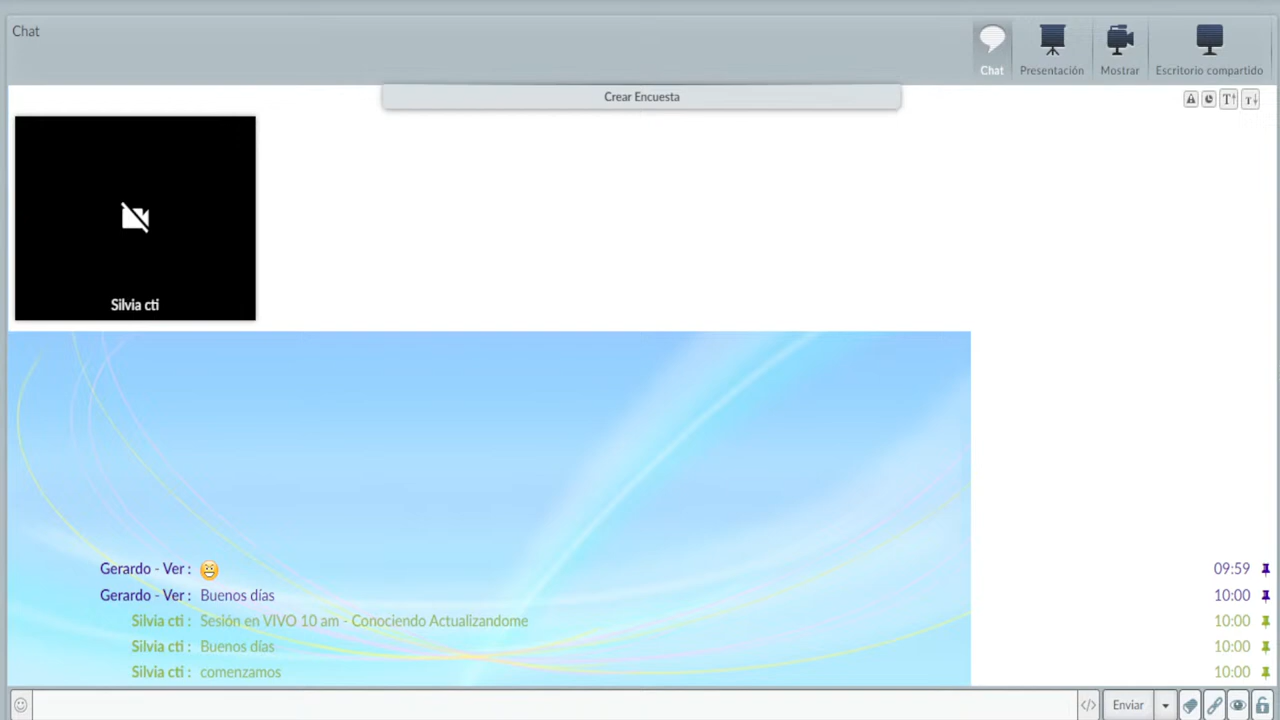 Chat
Chat
Presentación
Mostrar
Escritorio compartido
Crear Encuesta
Silvia cti
Gerardo - Ver :
09:59
Gerardo - Ver : Buenos días
10:00
Silvia cti : Sesión en VIVO 10 am - Conociendo Actualizandome
10:00
Silvia cti : Buenos días
10:00
Silvia cti : comenzamos
10:00
Enviar